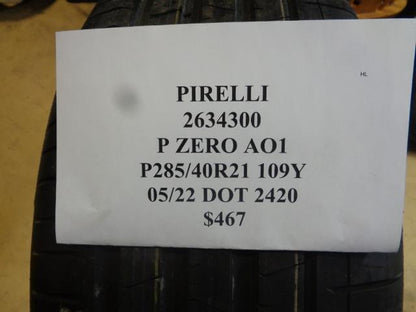 HL
PIRELLI
2634300
P ZERO AO1
P285/40R21 109Y
05/22 DOT 2420
$467